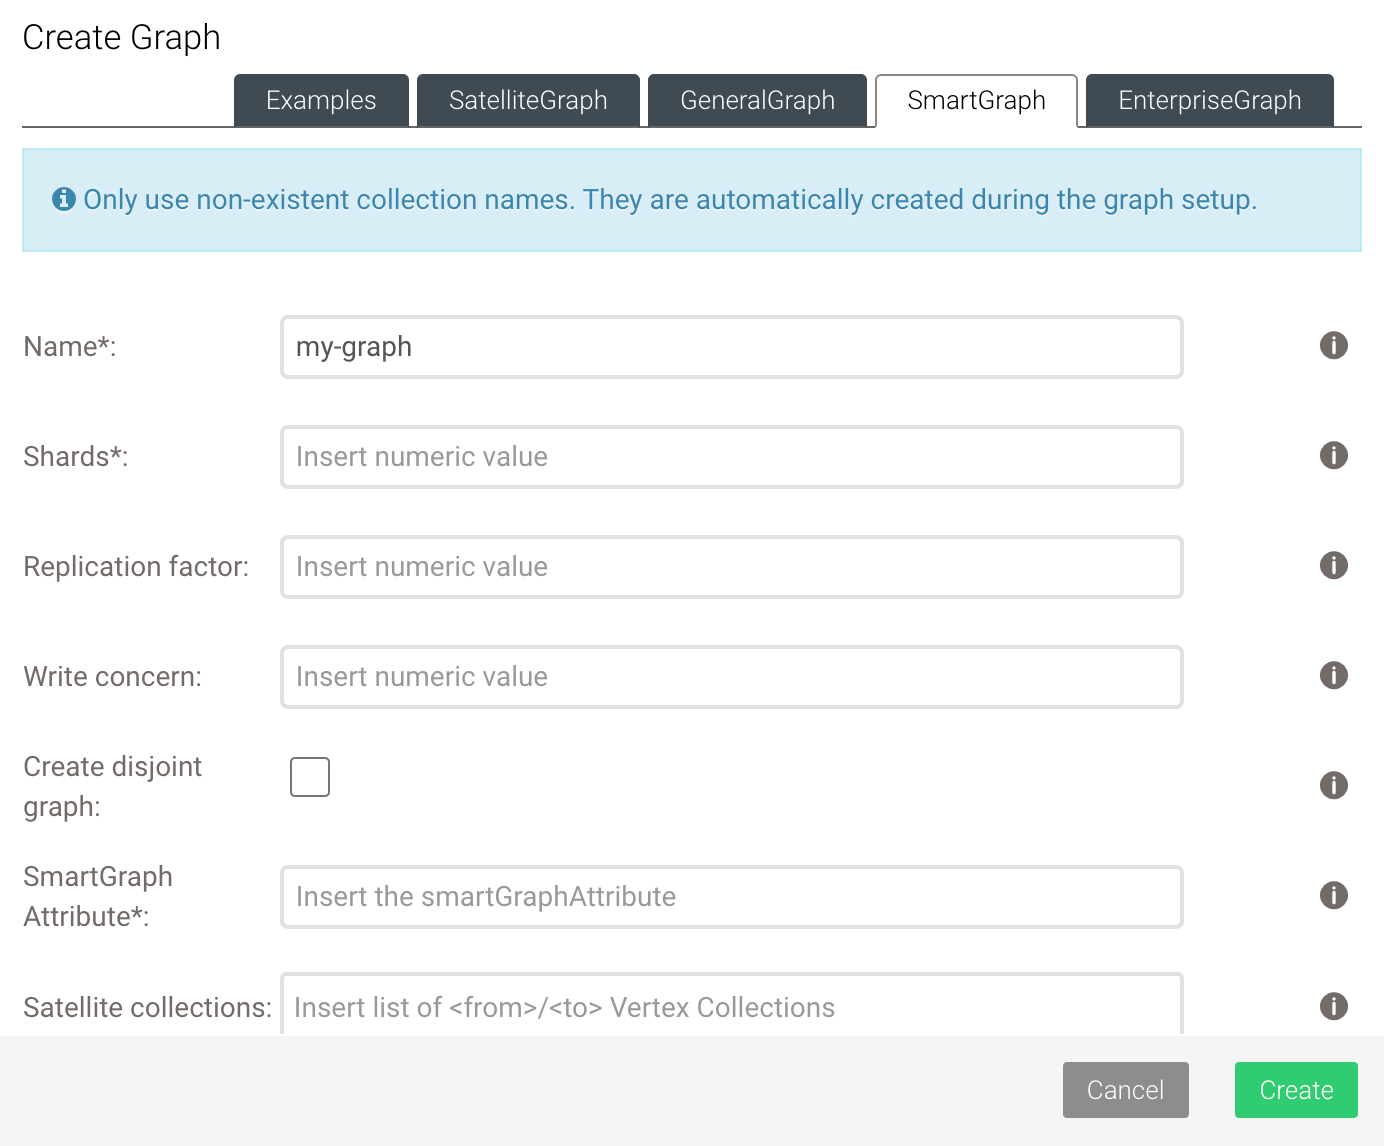 Create Graph
Examples
SatelliteGraph
GeneralGraph
SmartGraph
EnterpriseGraph
Only use non-existent collection names. They are automatically created during the graph setup.
Name*:
my-graph
Shards*:
Insert numeric value
Replication factor:
Insert numeric value
Write concern:
Insert numeric value
Create disjoint
graph:
SmartGraph
Attribute*:
Insert the smartGraphAttribute
Satellite collections:
Insert list of <from>/<to> Vertex Collections
Cancel
Create